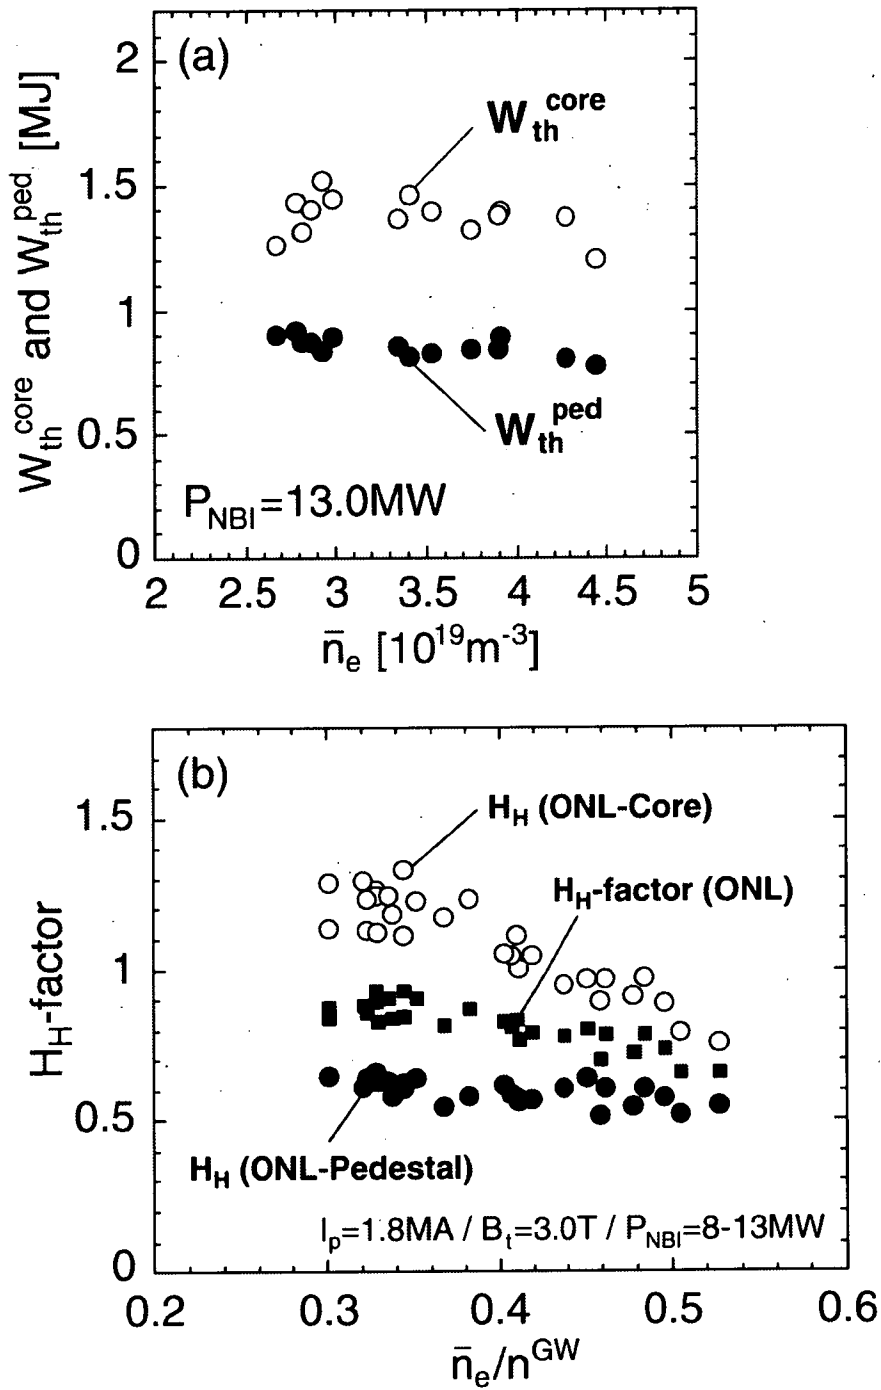 (a)
W_th^core and W_th^ped [MJ]
2
1.5
1
0.5
0
W_th^core
W_th^ped
P_NBI=13.0MW
2 2.5 3 3.5 4 4.5 5
n̄_e [10^19m^-3]
(b)
H_H-factor
1.5
1
0.5
0
H_H (ONL-Core)
H_H-factor (ONL)
H_H (ONL-Pedestal)
I_p=1.8MA / B_t=3.0T / P_NBI=8-13MW
0.2 0.3 0.4 0.5 0.6
n̄_e/n^GW